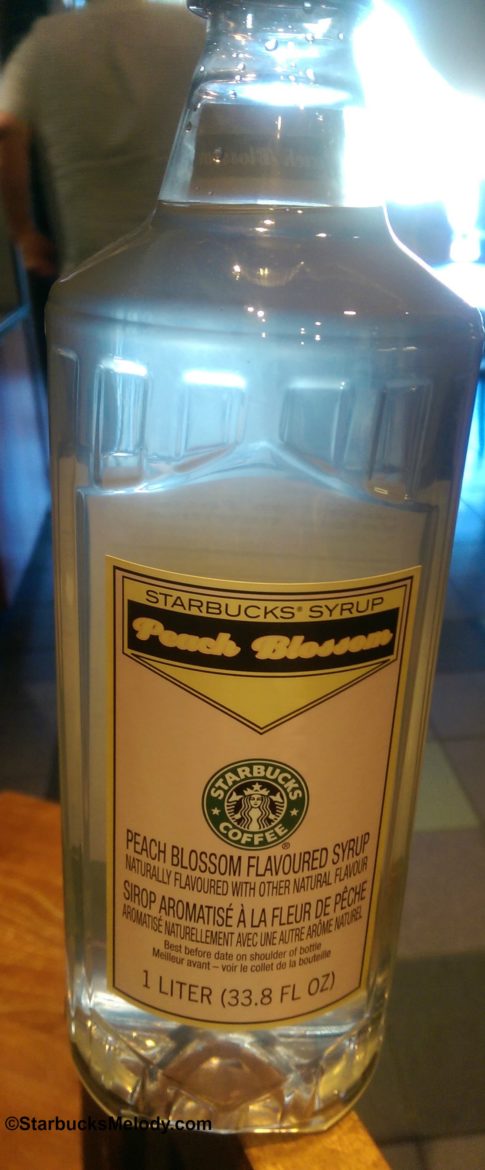 STARBUCKS® SYRUP
Peach Blossom
STARBUCKS
COFFEE
®
PEACH BLOSSOM FLAVOURED SYRUP
NATURALLY FLAVOURED WITH OTHER NATURAL FLAVOUR
SIROP AROMATISÉ À LA FLEUR DE PÊCHE
AROMATISÉ NATURELLEMENT AVEC UNE AUTRE ARÔME NATUREL
Best before date on shoulder of bottle
Meilleur avant – voir le collet de la bouteille
1 LITER (33.8 FL OZ)
©StarbucksMelody.com